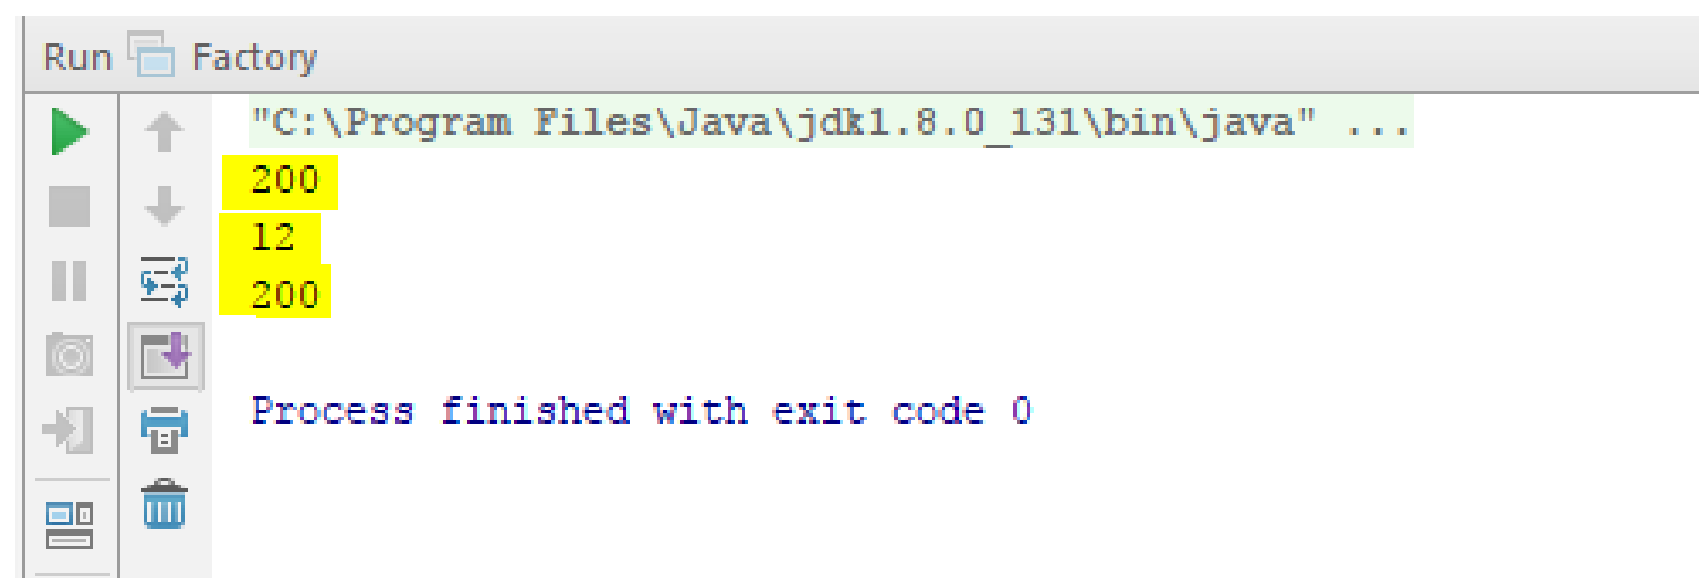 Run Factory
"C:\Program Files\Java\jdk1.8.0_131\bin\java" ...
200
12
200
Process finished with exit code 0